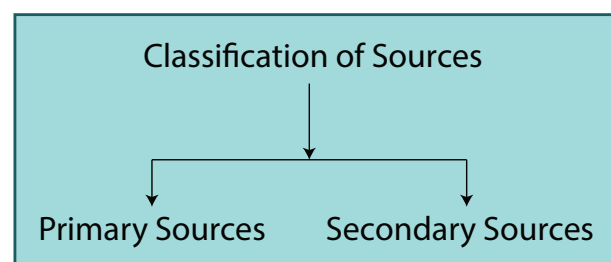 Classification of Sources
Primary Sources
Secondary Sources